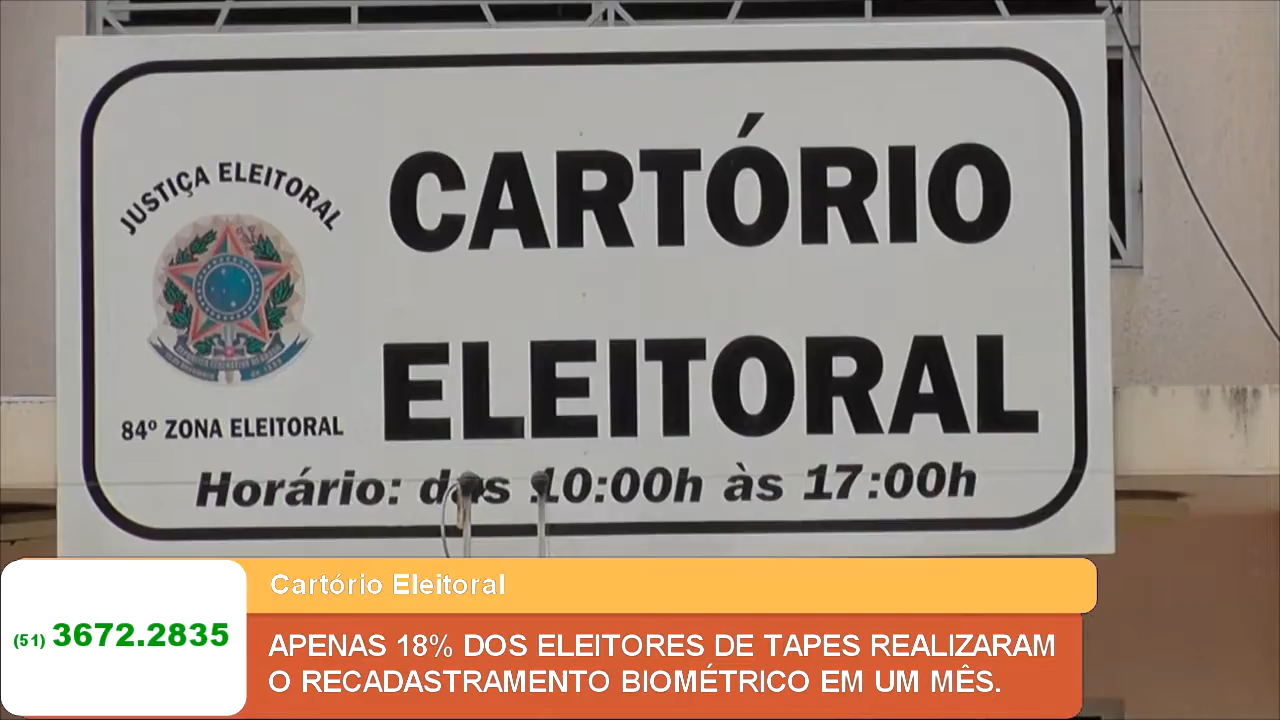 JUSTIÇA ELEITORAL
84º ZONA ELEITORAL
CARTÓRIO
ELEITORAL
Horário: das 10:00h às 17:00h
Cartório Eleitoral
(51) 3672.2835
APENAS 18% DOS ELEITORES DE TAPES REALIZARAM
O RECADASTRAMENTO BIOMÉTRICO EM UM MÊS.